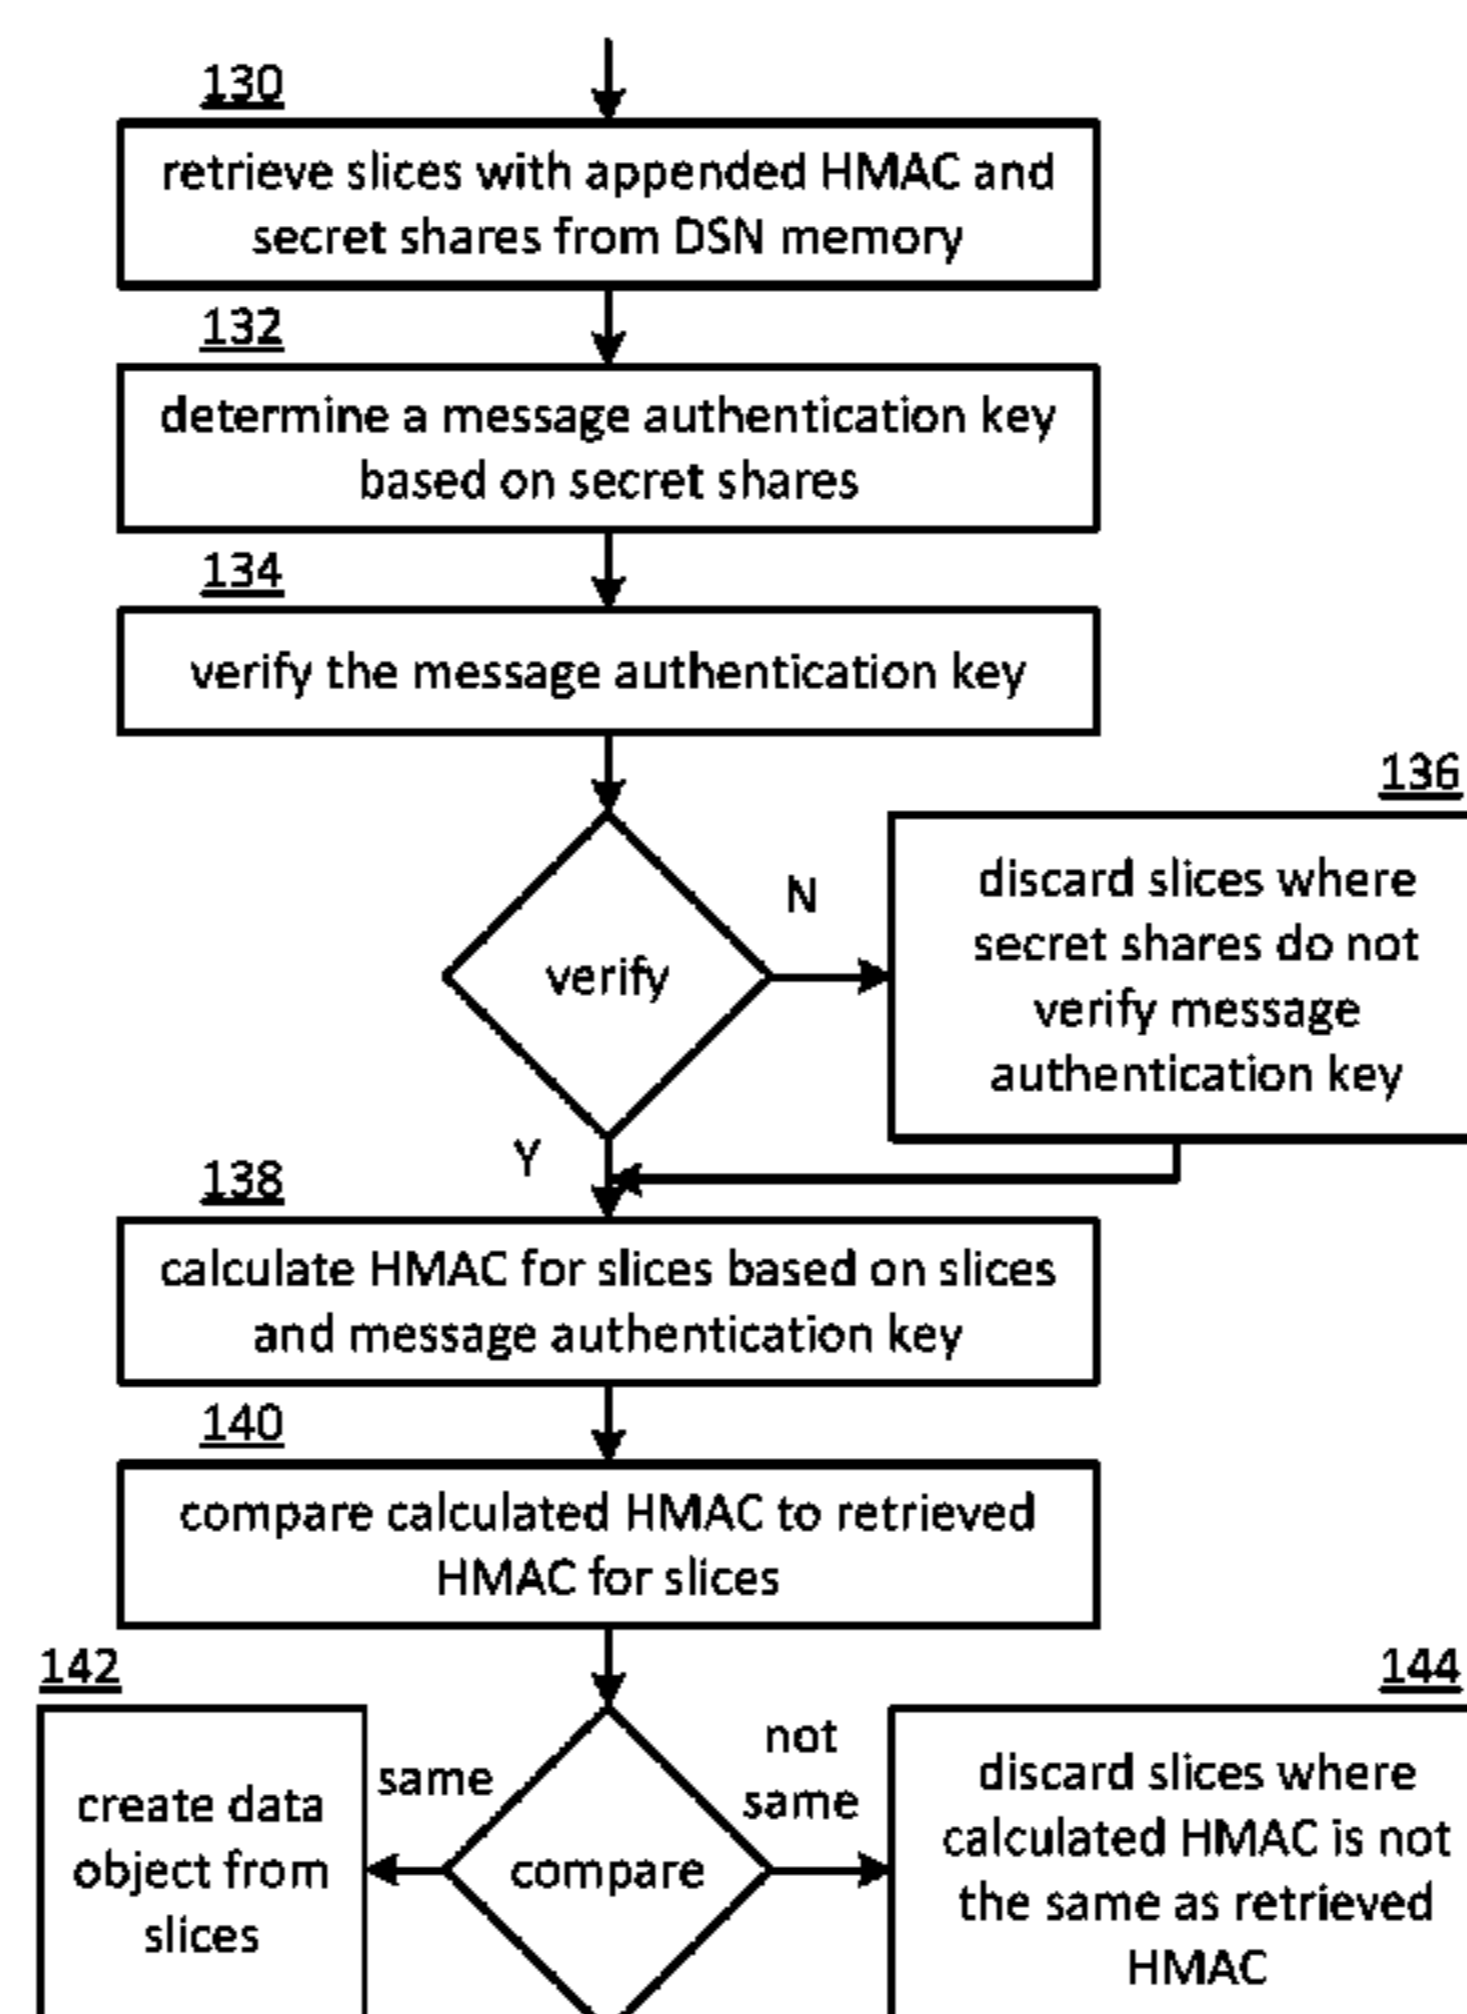 130
retrieve slices with appended HMAC and
secret shares from DSN memory
132
determine a message authentication key
based on secret shares
134
verify the message authentication key
136
verify
N
discard slices where
secret shares do not
verify message
authentication key
Y
138
calculate HMAC for slices based on slices
and message authentication key
140
compare calculated HMAC to retrieved
HMAC for slices
142
create data
object from
slices
same
compare
not
same
144
discard slices where
calculated HMAC is not
the same as retrieved
HMAC